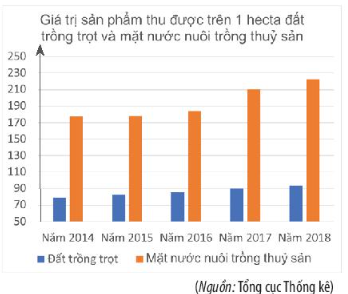 Giá trị sản phẩm thu được trên 1 hecta đất
trồng trọt và mặt nước nuôi trồng thuỷ sản
250
230
210
190
170
150
130
110
90
70
50
Năm 2014 Năm 2015 Năm 2016 Năm 2017 Năm 2018
Đất trồng trọt Mặt nước nuôi trồng thuỷ sản
(Nguồn: Tổng cục Thống kê)